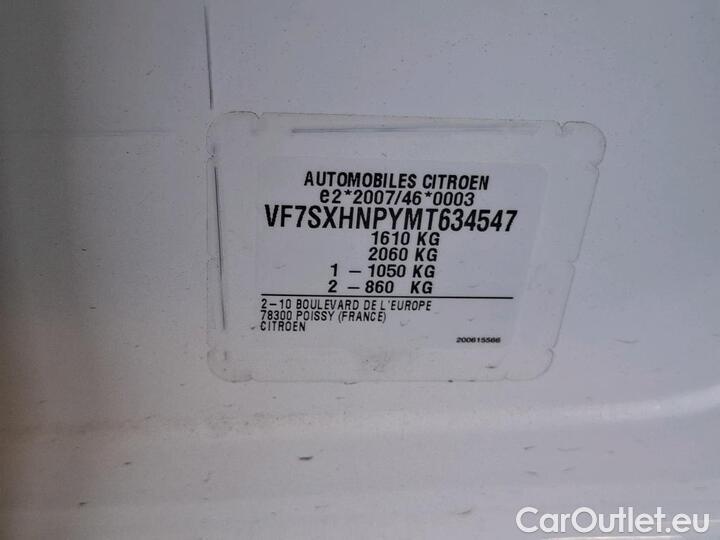 AUTOMOBILES CITROEN
e2*2007/46*0003
VF7SXHNPYMT634547
1610 KG
2060 KG
1 – 1050 KG
2 – 860 KG
2–10 BOULEVARD DE L'EUROPE
78300 POISSY (FRANCE)
CITROEN
200615566
CarOutlet.eu